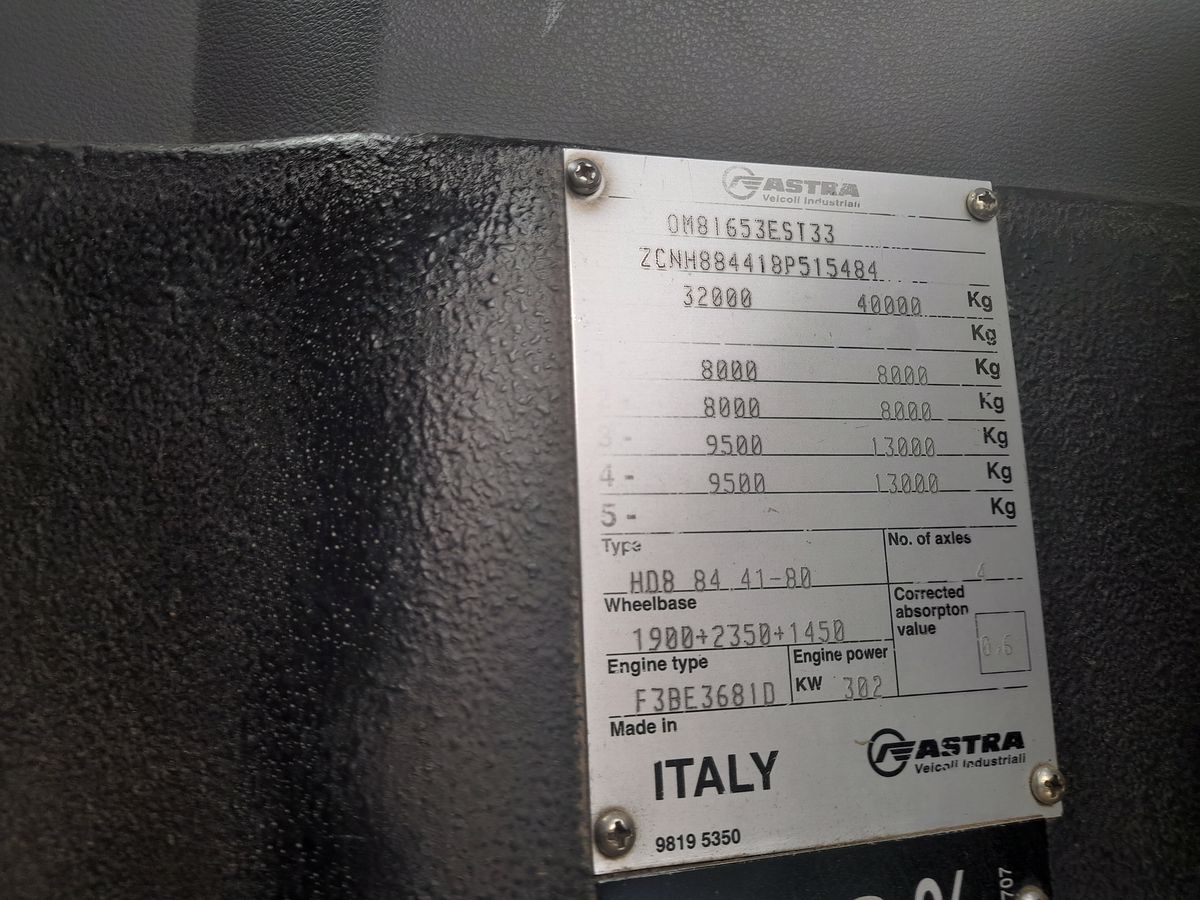 ASTRA
Veicoli Industriali
OM81653EST33
ZCNH884418P515484
32000 40000 Kg
Kg
8000 8000 Kg
8000 8000 Kg
3 - 9500 13000 Kg
4 - 9500 13000 Kg
5 - Kg
Type
No. of axles
HD8 84.41-80
4
Wheelbase
Corrected
absorpton
value
1900+2350+1450
0,6
Engine type
Engine power
F3BE3681D
KW 302
Made in
ITALY
ASTRA
Veicoli Industriali
9819 5350
%
707